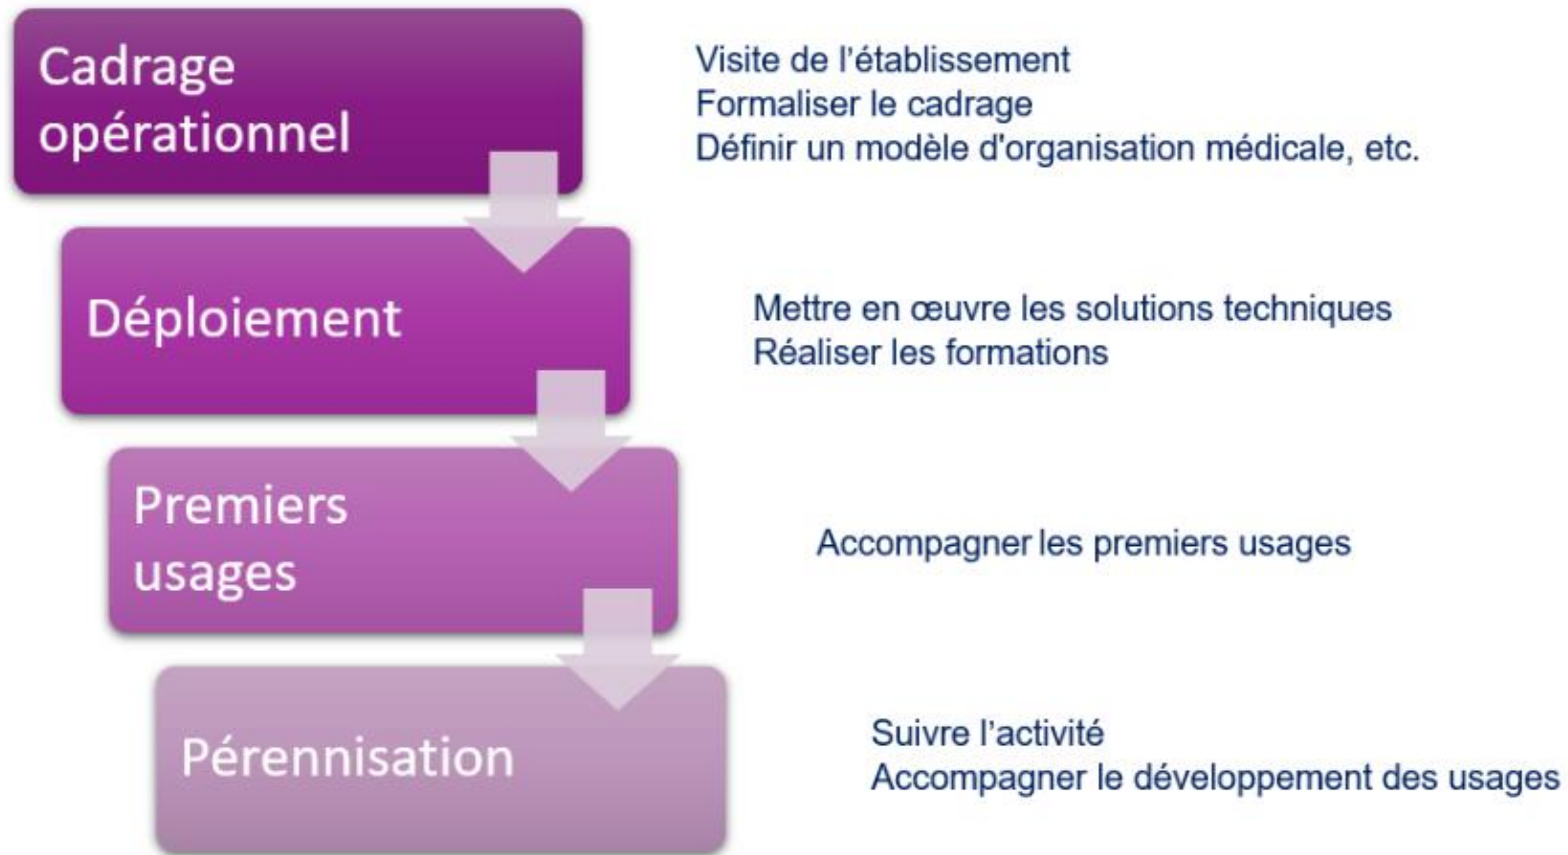 Cadrage
opérationnel
Visite de l’établissement
Formaliser le cadrage
Définir un modèle d'organisation médicale, etc.
Déploiement
Mettre en œuvre les solutions techniques
Réaliser les formations
Premiers
usages
Accompagner les premiers usages
Pérennisation
Suivre l’activité
Accompagner le développement des usages